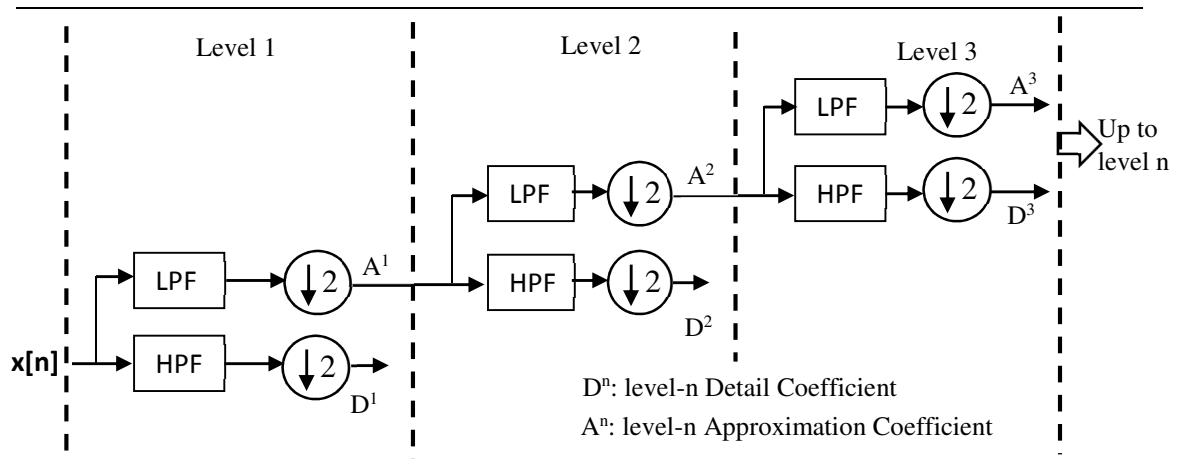 Level 1
Level 2
Level 3
LPF
↓2
A³
Up to
level n
HPF
↓2
D³
LPF
↓2
A²
HPF
↓2
D²
LPF
↓2
A¹
x[n]
HPF
↓2
D¹
Dⁿ: level-n Detail Coefficient
Aⁿ: level-n Approximation Coefficient